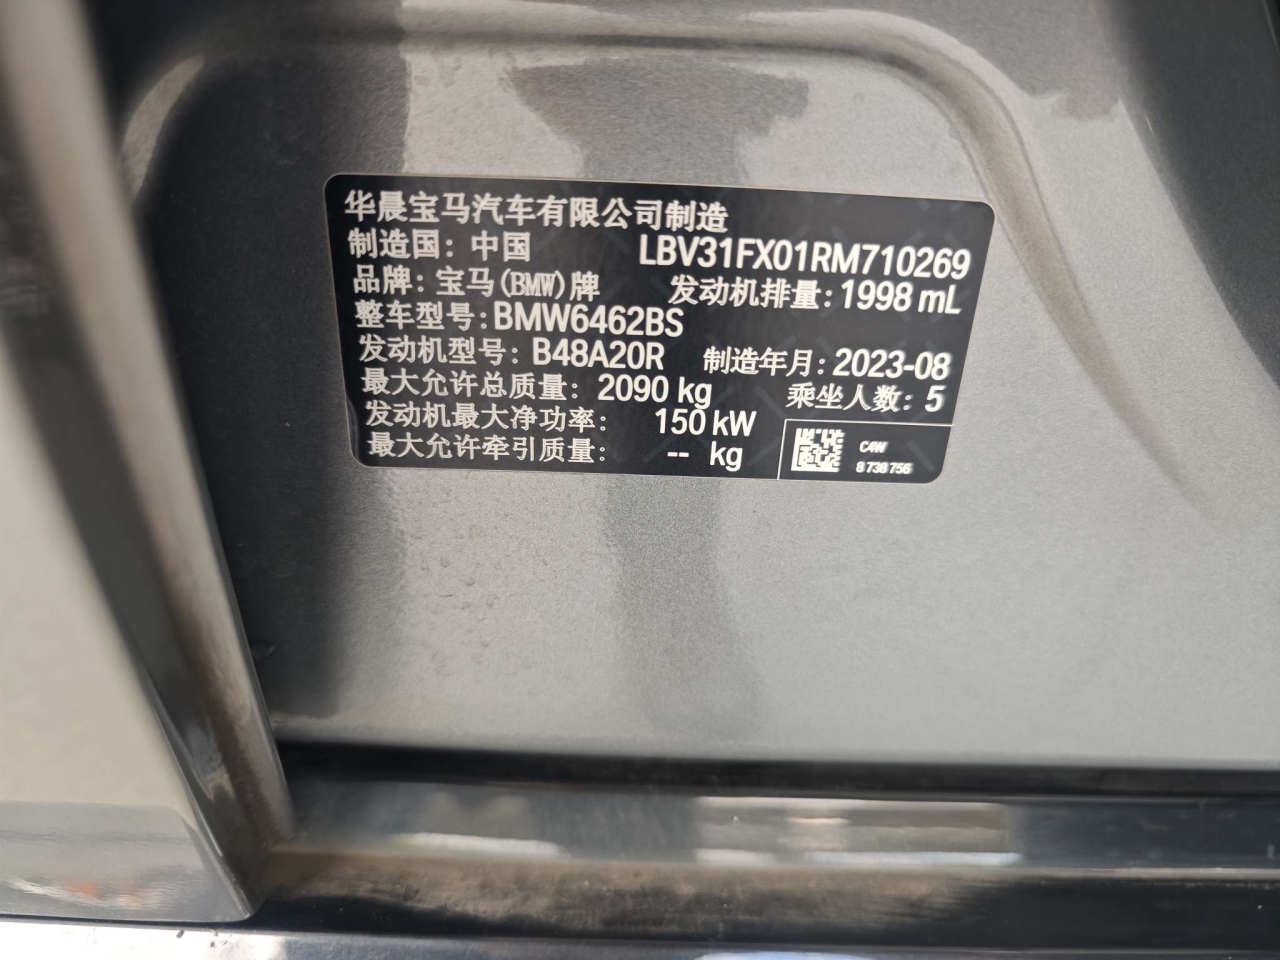 华晨宝马汽车有限公司制造
制造国：中国 LBV31FX01RM710269
品牌：宝马(BMW)牌 发动机排量：1998 mL
整车型号：BMW6462BS
发动机型号：B48A20R 制造年月：2023-08
最大允许总质量：2090 kg 乘坐人数：5
发动机最大净功率：150 kW
最大允许牵引质量：-- kg
C4W
8 738 756